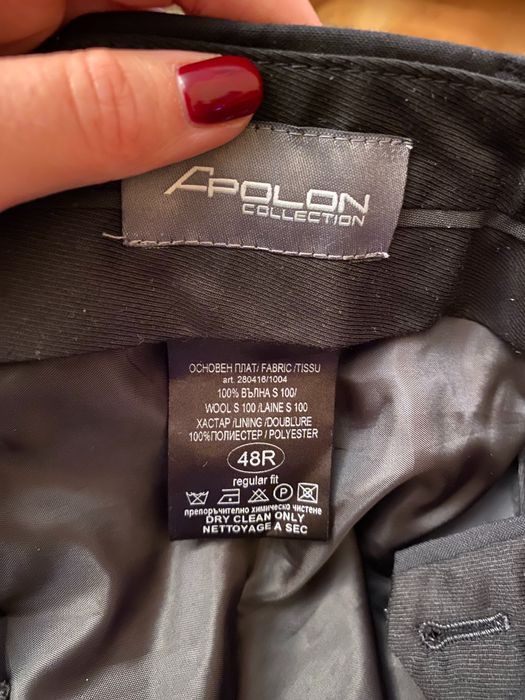 APOLON
COLLECTION
ОСНОВЕН ПЛАТ/ FABRIC /TISSU
art. 280416/1004
100% ВЪЛНА S 100/
WOOL S 100 /LAINE S 100
ХАСТАР /LINING /DOUBLURE
100%ПОЛИЕСТЕР / POLYESTER
48R
regular fit
P
препоръчително химическо чистене
DRY CLEAN ONLY
NETTOYAGE A SEC